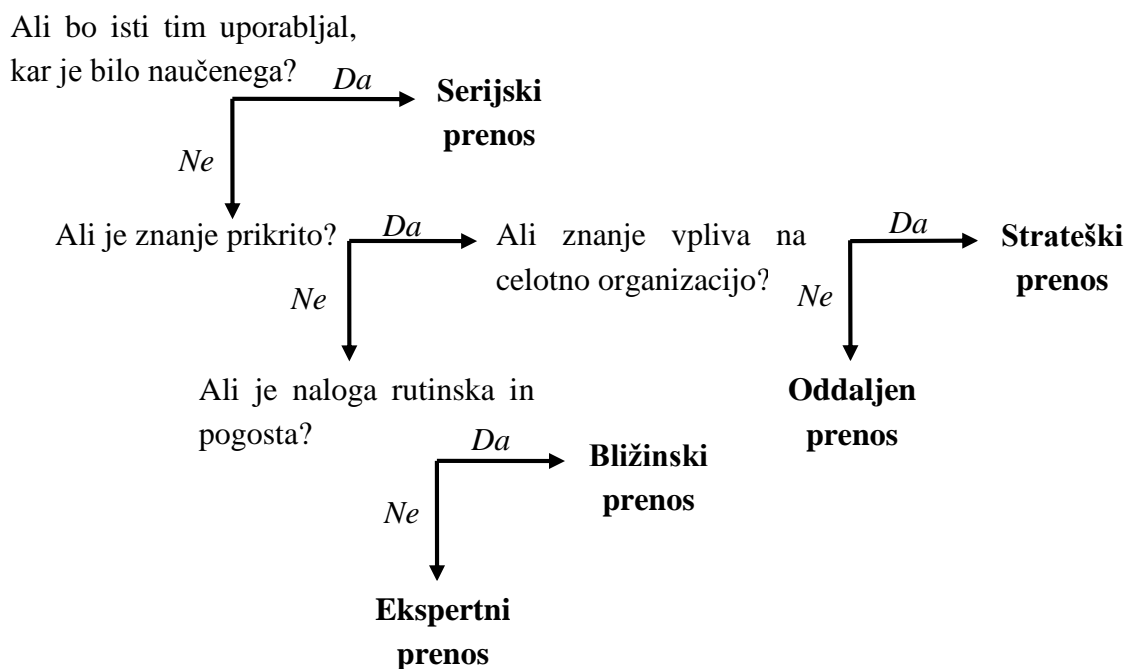 Ali bo isti tim uporabljal,
kar je bilo naučenega?
Da
Serijski
prenos
Ne
Ali je znanje prikrito?
Da
Ali znanje vpliva na
celotno organizacijo?
Da
Strateški
prenos
Ne
Ne
Oddaljen
prenos
Ali je naloga rutinska in
pogosta?
Da
Bližinski
prenos
Ne
Ekspertni
prenos